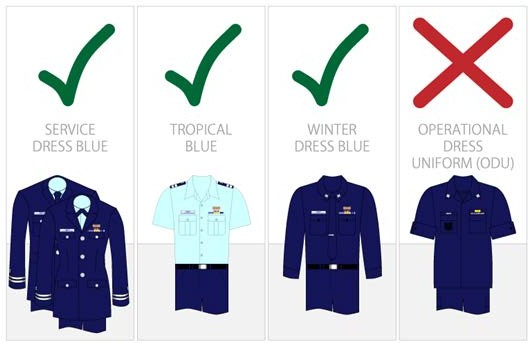 SERVICE
DRESS BLUE
TROPICAL
BLUE
WINTER
DRESS BLUE
OPERATIONAL
DRESS
UNIFORM (ODU)